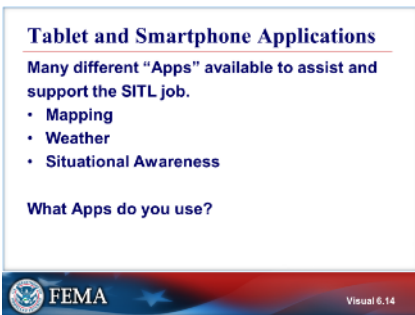 Tablet and Smartphone Applications
Many different “Apps” available to assist and
support the SITL job.
• Mapping
• Weather
• Situational Awareness
What Apps do you use?
FEMA
Visual 6.14